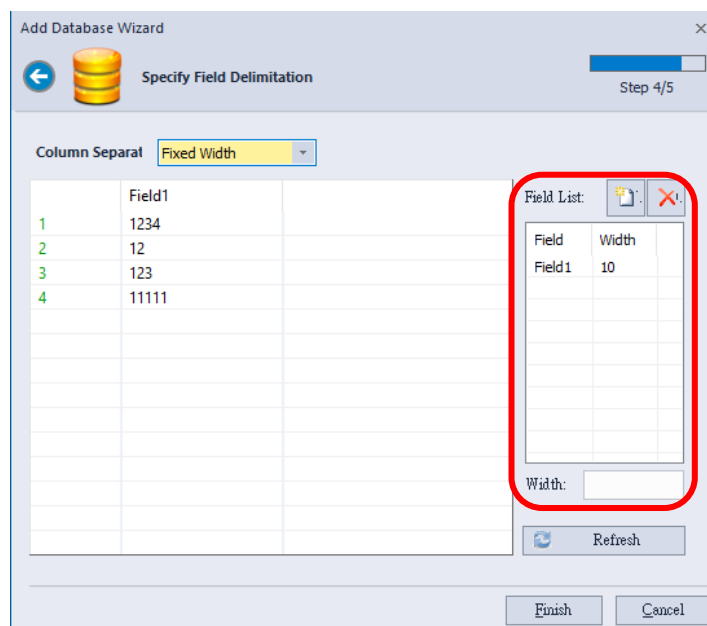 Add Database Wizard
Specify Field Delimitation
Step 4/5
Column Separat Fixed Width
Field1
1 1234
2 12
3 123
4 11111
Field List:
Field Width
Field1 10
Width:
Refresh
Finish Cancel